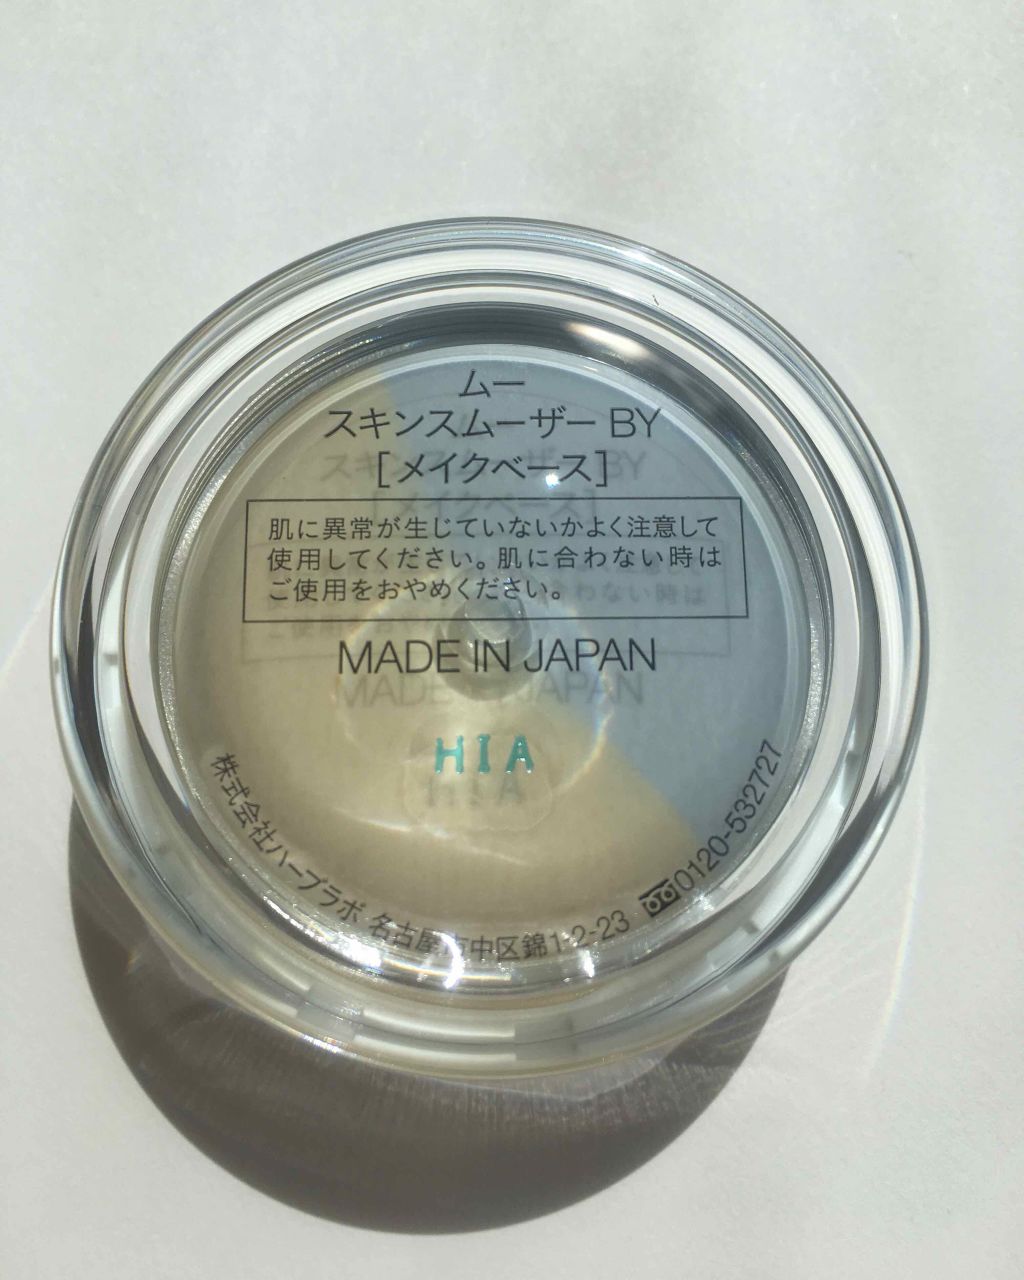 ムー
スキンスムーザー BY
[メイクベース]
肌に異常が生じていないかよく注意して
使用してください。肌に合わない時は
ご使用をおやめください。
MADE IN JAPAN
HIA
株式会社ハープラボ 名古屋市中区錦1-2-23 0120-532727